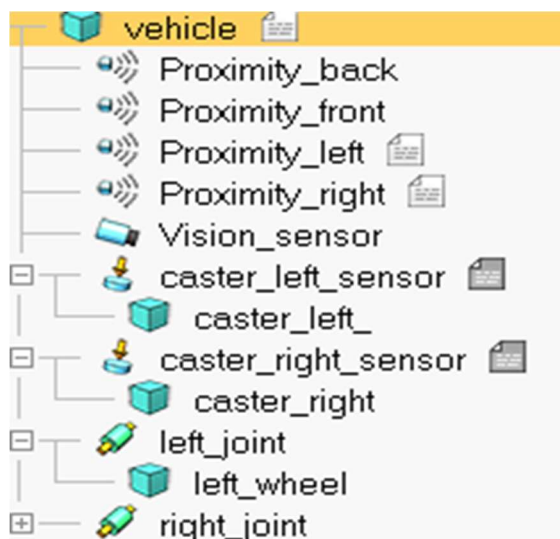 vehicle
Proximity_back
Proximity_front
Proximity_left
Proximity_right
Vision_sensor
caster_left_sensor
caster_left_
caster_right_sensor
caster_right
left_joint
left_wheel
right_joint